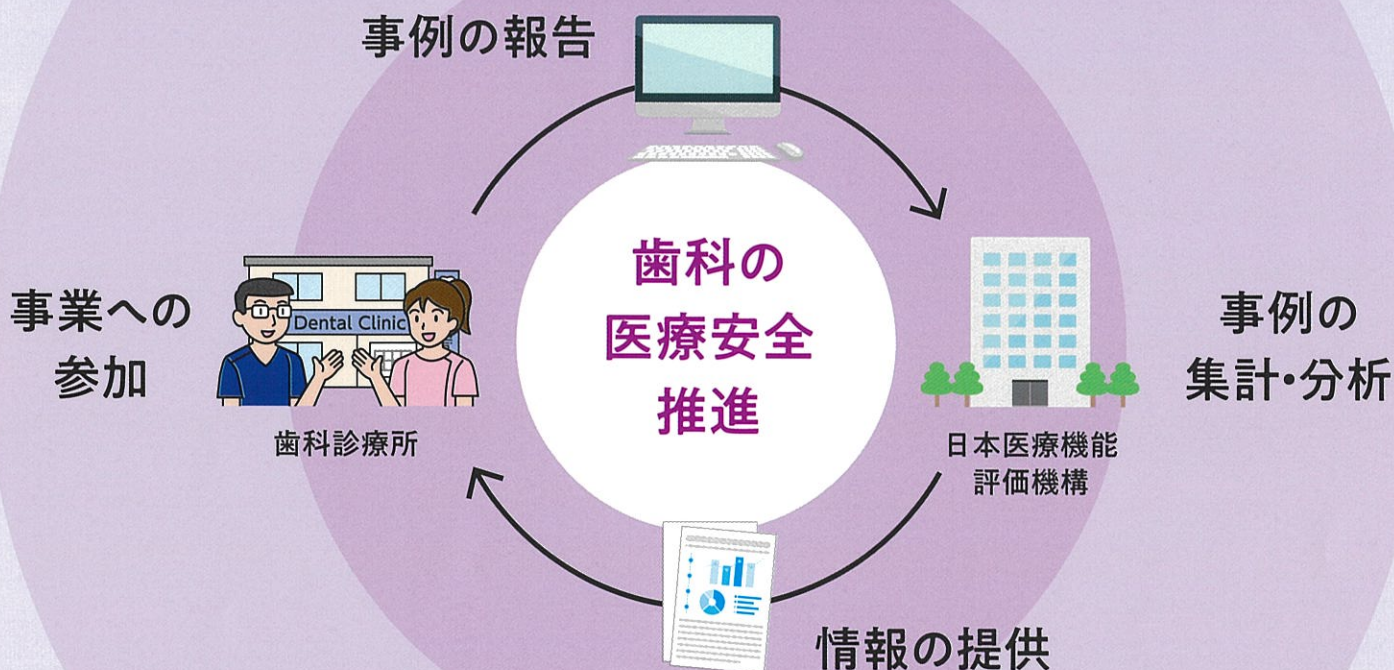 事例の報告
歯科の
医療安全
推進
事業への
参加
Dental Clinic
歯科診療所
事例の
集計・分析
日本医療機能
評価機構
情報の提供